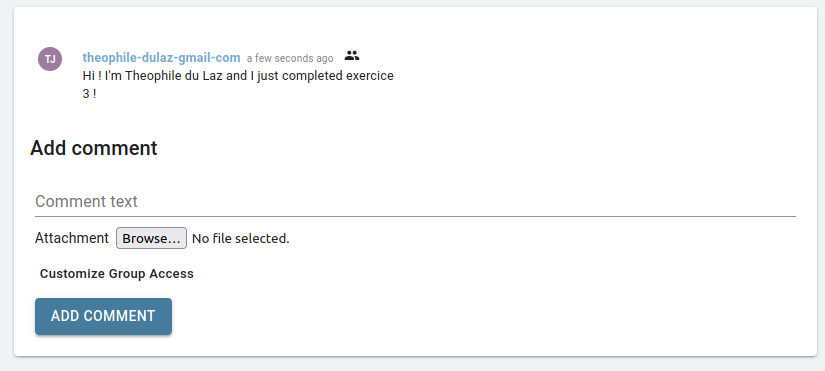 TJ theophile-dulaz-gmail-com a few seconds ago
Hi ! I'm Theophile du Laz and I just completed exercice
3 !
Add comment
Comment text
Attachment Browse... No file selected.
Customize Group Access
ADD COMMENT